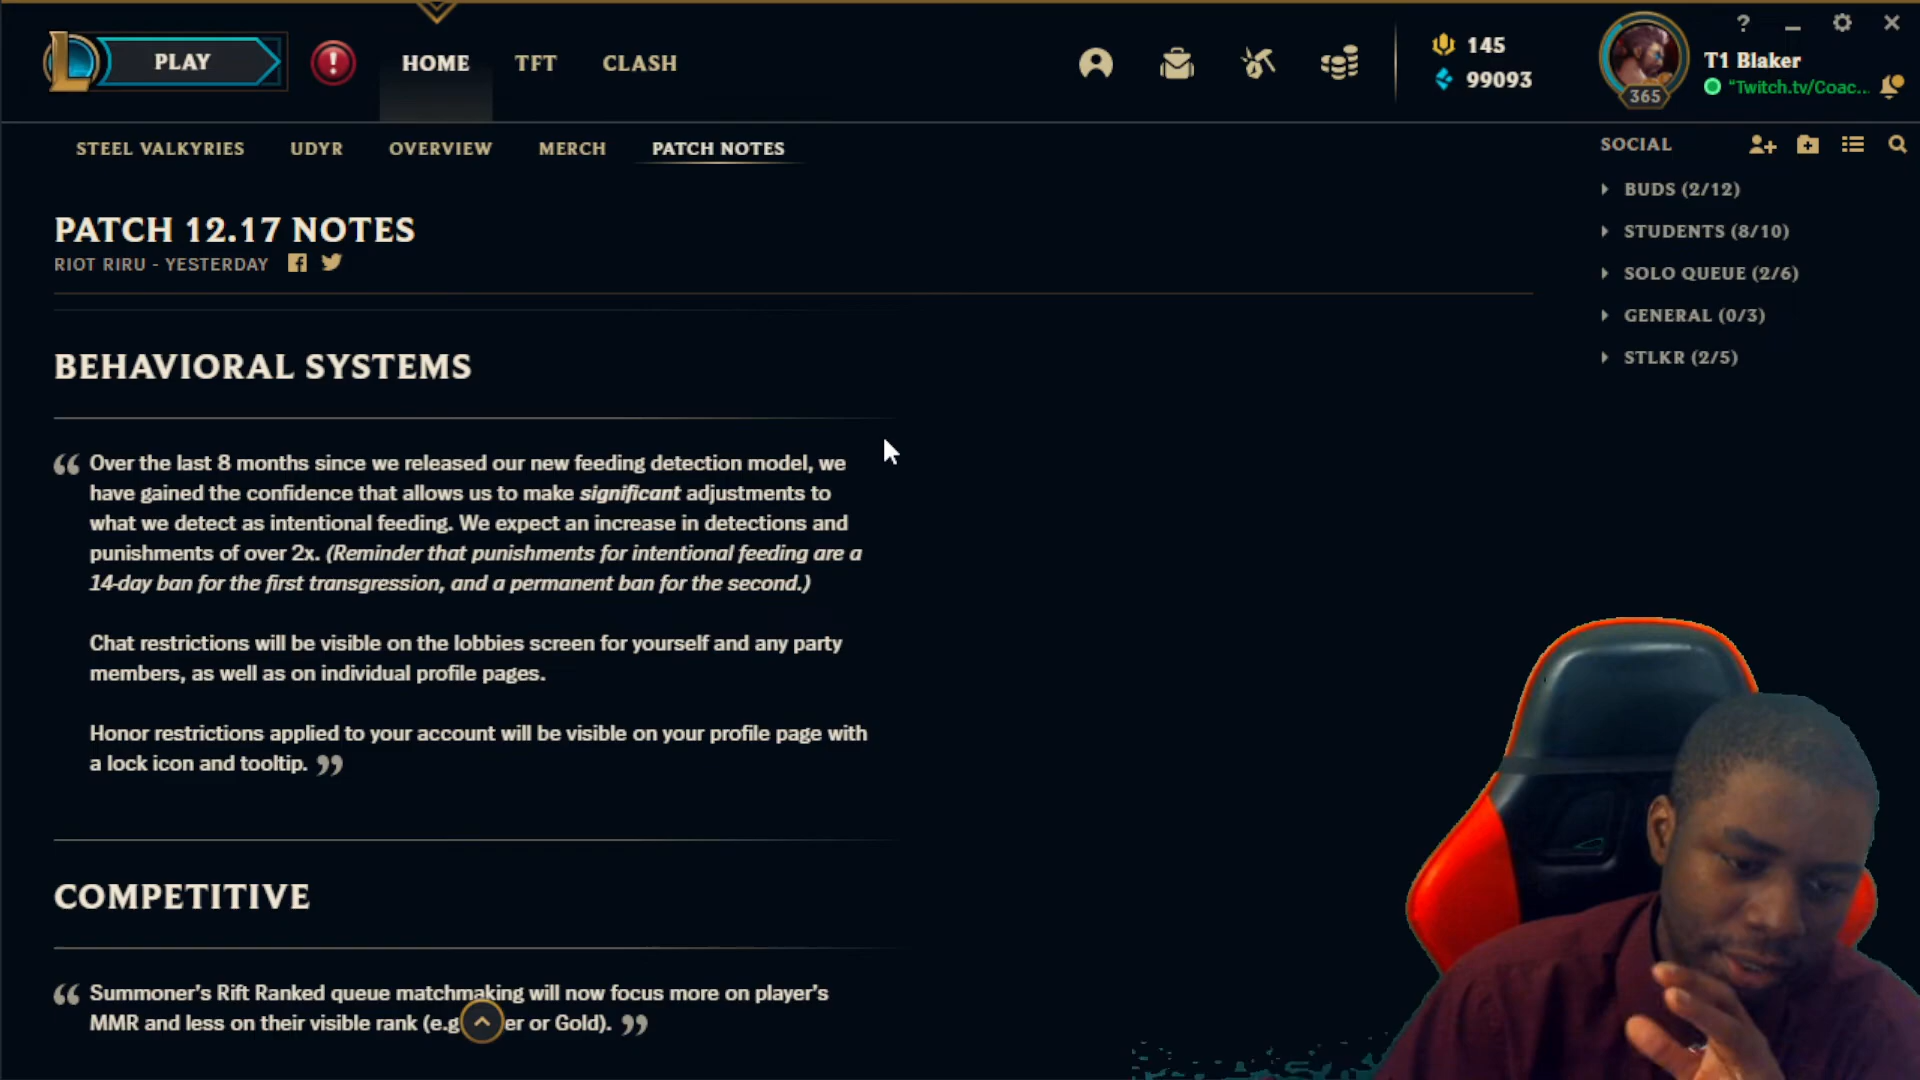 PLAY
HOME
TFT
CLASH
145
99093
365
?
T1 Blaker
"Twitch.tv/Coac...
STEEL VALKYRIES
UDYR
OVERVIEW
MERCH
PATCH NOTES
SOCIAL
BUDS (2/12)
STUDENTS (8/10)
SOLO QUEUE (2/6)
GENERAL (0/3)
STLKR (2/5)
PATCH 12.17 NOTES
RIOT RIRU - YESTERDAY
BEHAVIORAL SYSTEMS
“ Over the last 8 months since we released our new feeding detection model, we
have gained the confidence that allows us to make significant adjustments to
what we detect as intentional feeding. We expect an increase in detections and
punishments of over 2x. (Reminder that punishments for intentional feeding are a
14-day ban for the first transgression, and a permanent ban for the second.)
Chat restrictions will be visible on the lobbies screen for yourself and any party
members, as well as on individual profile pages.
Honor restrictions applied to your account will be visible on your profile page with
a lock icon and tooltip. ”
COMPETITIVE
“ Summoner's Rift Ranked queue matchmaking will now focus more on player's
MMR and less on their visible rank (e.g er or Gold). ”